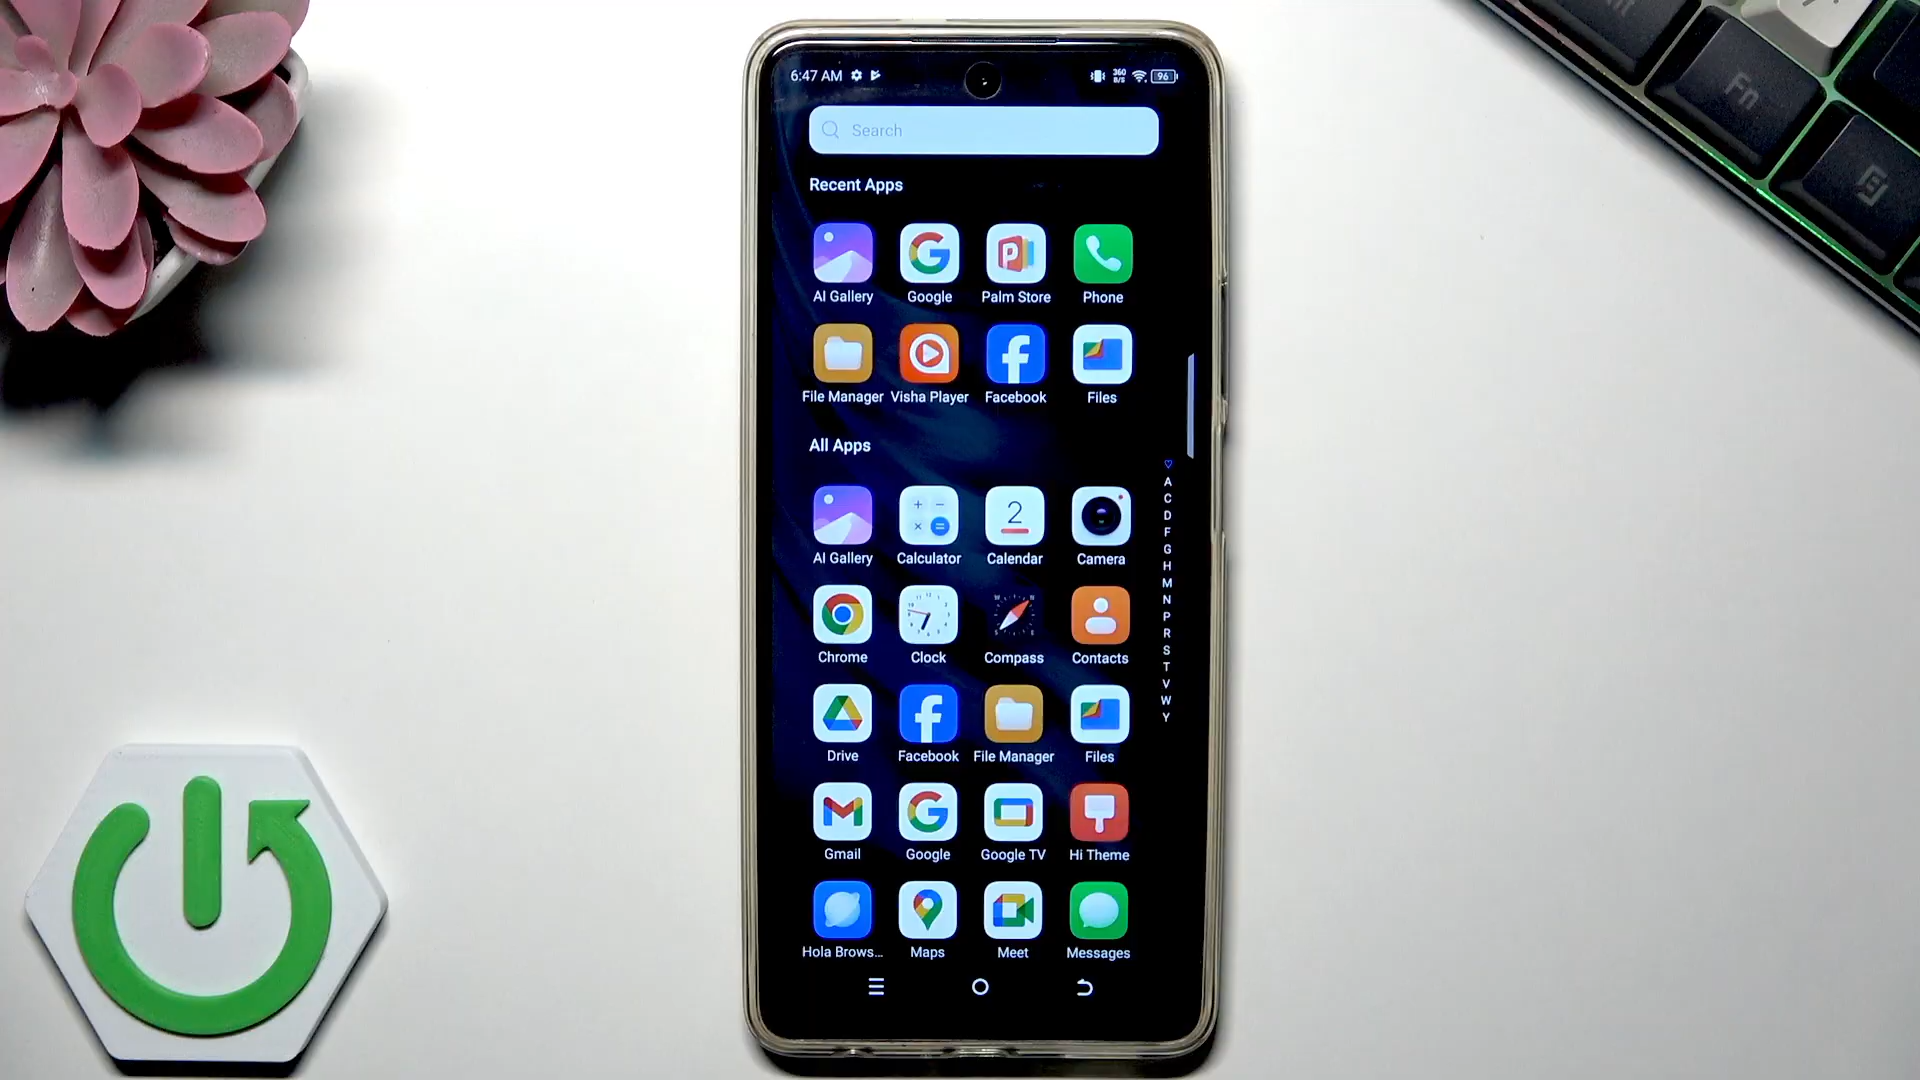 6:47 AM
360
B/S
96
Search
Recent Apps
AI Gallery Google Palm Store Phone
File Manager Visha Player Facebook Files
All Apps
2
AI Gallery Calculator Calendar Camera
Chrome Clock Compass Contacts
Drive Facebook File Manager Files
Gmail Google Google TV Hi Theme
Hola Brows... Maps Meet Messages
A
C
D
F
G
H
M
N
P
R
S
T
V
W
Y
Fn